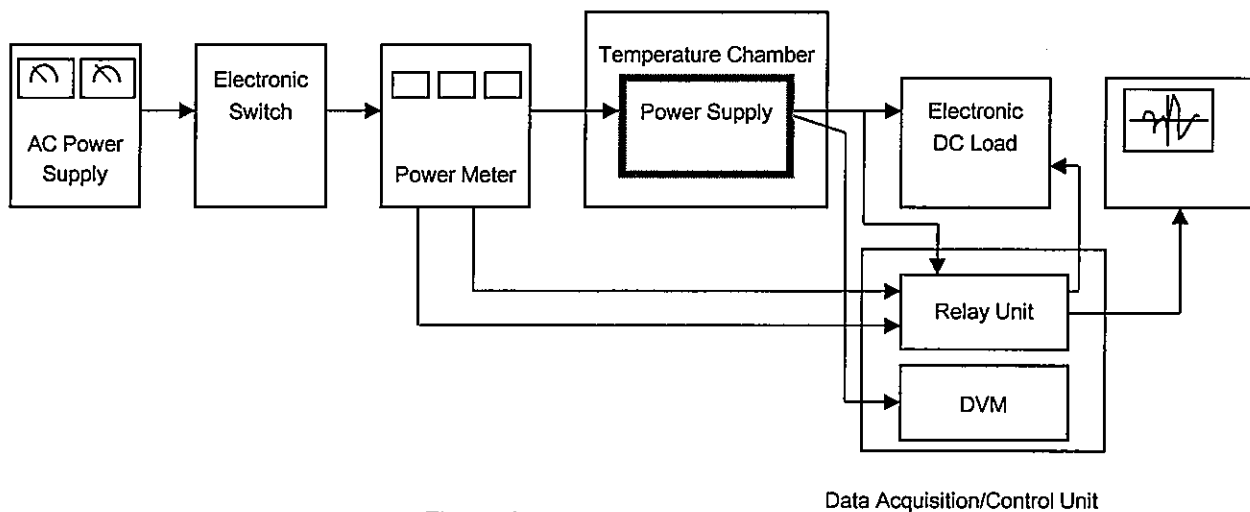 Temperature Chamber
Power Supply
Electronic
Switch
AC Power
Supply
Power Meter
Electronic
DC Load
Relay Unit
DVM
Data Acquisition/Control Unit